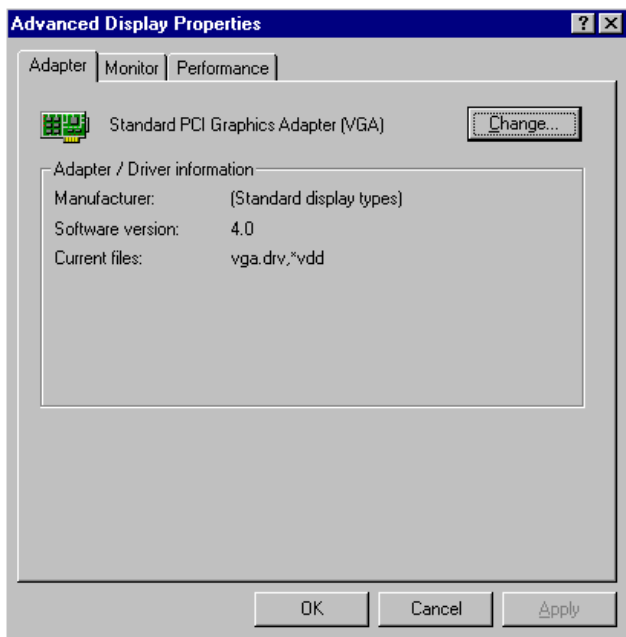 Advanced Display Properties
Adapter Monitor Performance
Standard PCI Graphics Adapter (VGA) Change...
Adapter / Driver information
Manufacturer: (Standard display types)
Software version: 4.0
Current files: vga.drv,*vdd
OK Cancel Apply